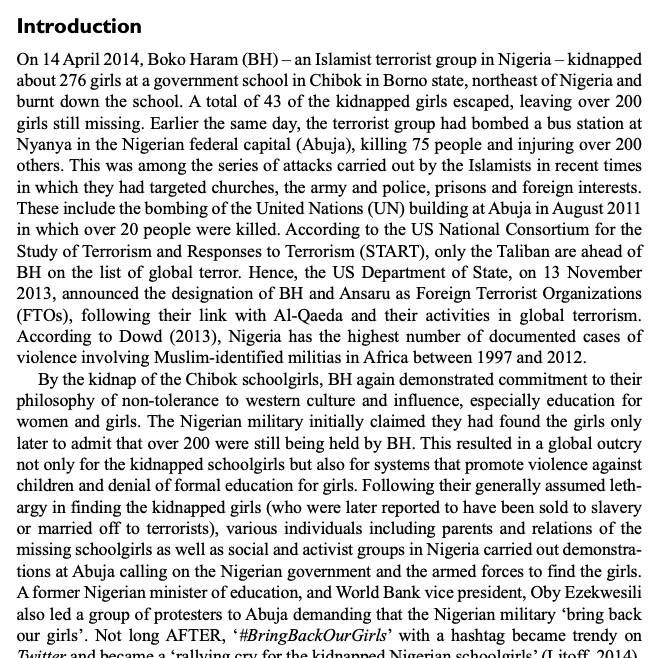 Introduction
On 14 April 2014, Boko Haram (BH) – an Islamist terrorist group in Nigeria – kidnapped
about 276 girls at a government school in Chibok in Borno state, northeast of Nigeria and
burnt down the school. A total of 43 of the kidnapped girls escaped, leaving over 200
girls still missing. Earlier the same day, the terrorist group had bombed a bus station at
Nyanya in the Nigerian federal capital (Abuja), killing 75 people and injuring over 200
others. This was among the series of attacks carried out by the Islamists in recent times
in which they had targeted churches, the army and police, prisons and foreign interests.
These include the bombing of the United Nations (UN) building at Abuja in August 2011
in which over 20 people were killed. According to the US National Consortium for the
Study of Terrorism and Responses to Terrorism (START), only the Taliban are ahead of
BH on the list of global terror. Hence, the US Department of State, on 13 November
2013, announced the designation of BH and Ansaru as Foreign Terrorist Organizations
(FTOs), following their link with Al-Qaeda and their activities in global terrorism.
According to Dowd (2013), Nigeria has the highest number of documented cases of
violence involving Muslim-identified militias in Africa between 1997 and 2012.
By the kidnap of the Chibok schoolgirls, BH again demonstrated commitment to their
philosophy of non-tolerance to western culture and influence, especially education for
women and girls. The Nigerian military initially claimed they had found the girls only
later to admit that over 200 were still being held by BH. This resulted in a global outcry
not only for the kidnapped schoolgirls but also for systems that promote violence against
children and denial of formal education for girls. Following their generally assumed leth-
argy in finding the kidnapped girls (who were later reported to have been sold to slavery
or married off to terrorists), various individuals including parents and relations of the
missing schoolgirls as well as social and activist groups in Nigeria carried out demonstra-
tions at Abuja calling on the Nigerian government and the armed forces to find the girls.
A former Nigerian minister of education, and World Bank vice president, Oby Ezekwesili
also led a group of protesters to Abuja demanding that the Nigerian military ‘bring back
our girls’. Not long AFTER, ‘#BringBackOurGirls’ with a hashtag became trendy on
Twitter and became a ‘rallying cry for the kidnapped Nigerian schoolgirls’ (Litoff, 2014).